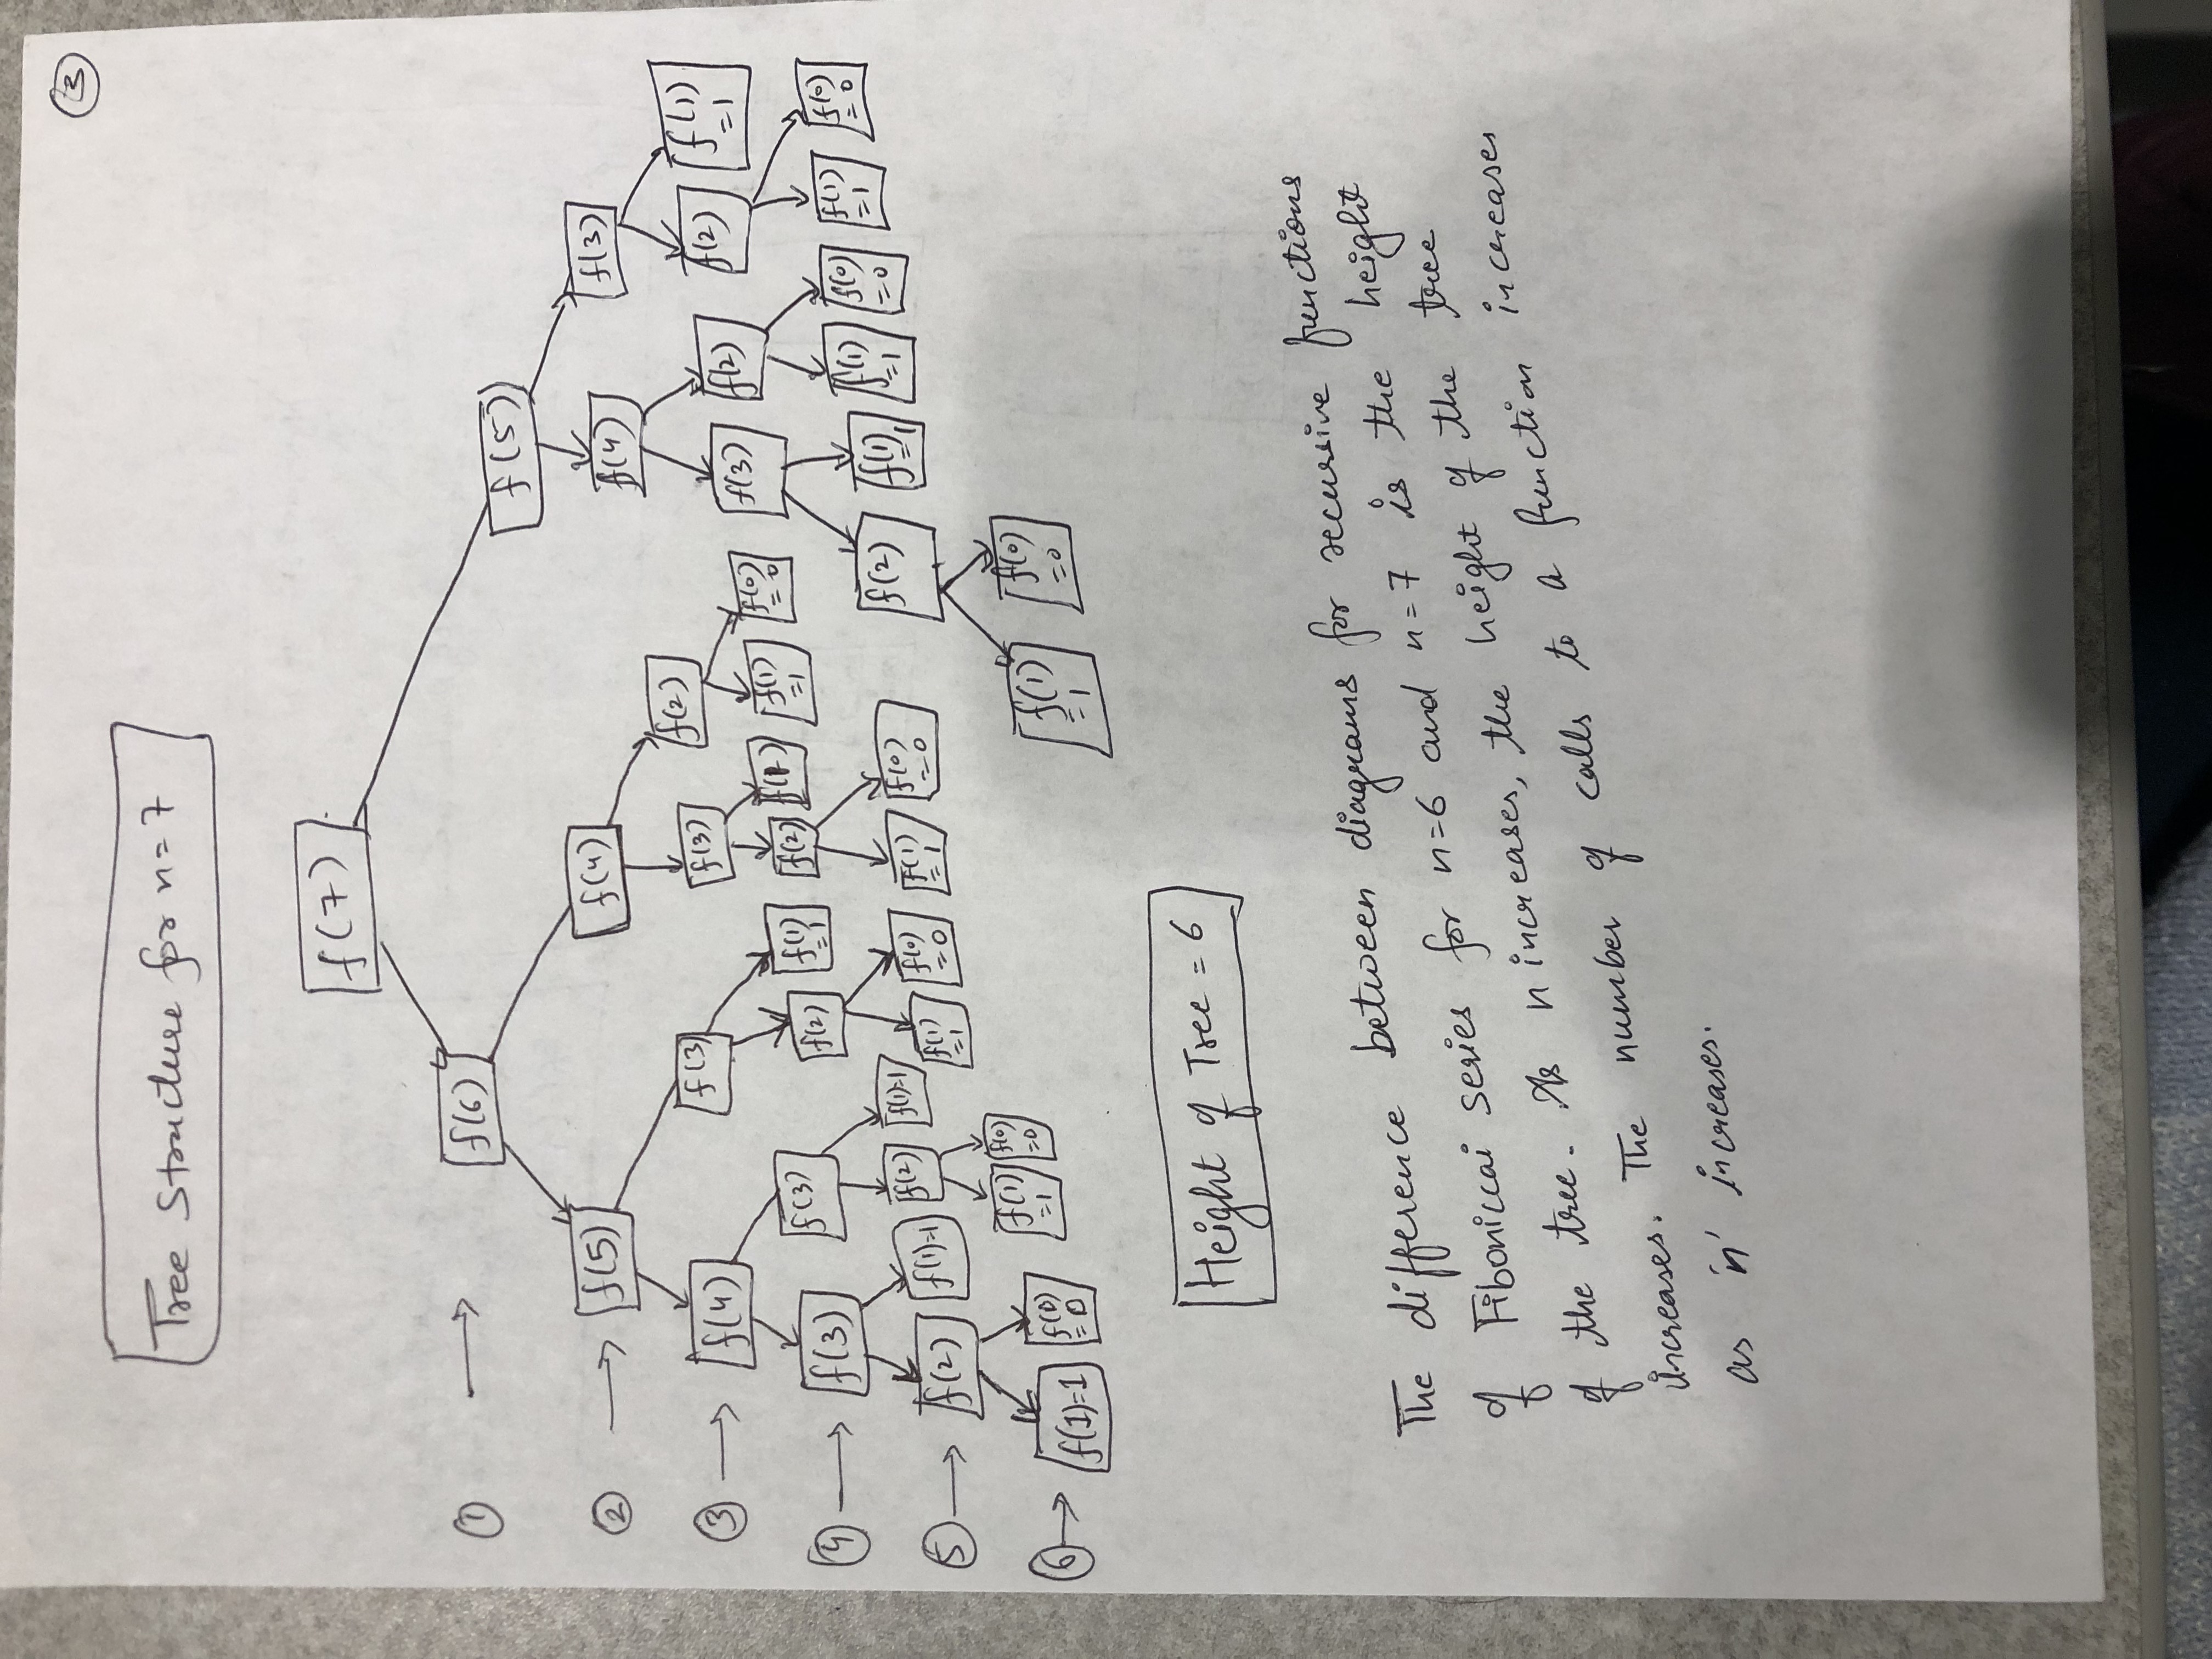 3
Tree Structure for n=7
f(7)
① → f(6) f(5)
② → f(5) f(4) f(4) f(3)
③ → f(4) f(3) f(3) f(2) f(3) f(2) f(2) f(1) =1
④ → f(3) f(3) f(2) f(1) =1 f(2) f(1) f(1) =1 f(0) =0 f(2) f(1) =1 f(1) =1 f(0) =0 f(1) =1 f(0) =0
⑤ → f(2) f(1)=1 f(2) f(1)=1 f(1) =1 f(0) =0 f(1) =1 f(0) =0
⑥ → f(1)=1 f(0) =0 f(1) =1 f(0) =0 f(1) =1 f(0) =0
Height of Tree = 6
The difference between diagrams for recurssive functions
of Fiboniccai series for n=6 and n=7 is the height
of the tree. As n increases, the height of the tree
increases. The number of calls to a function increases
as 'n' increases.